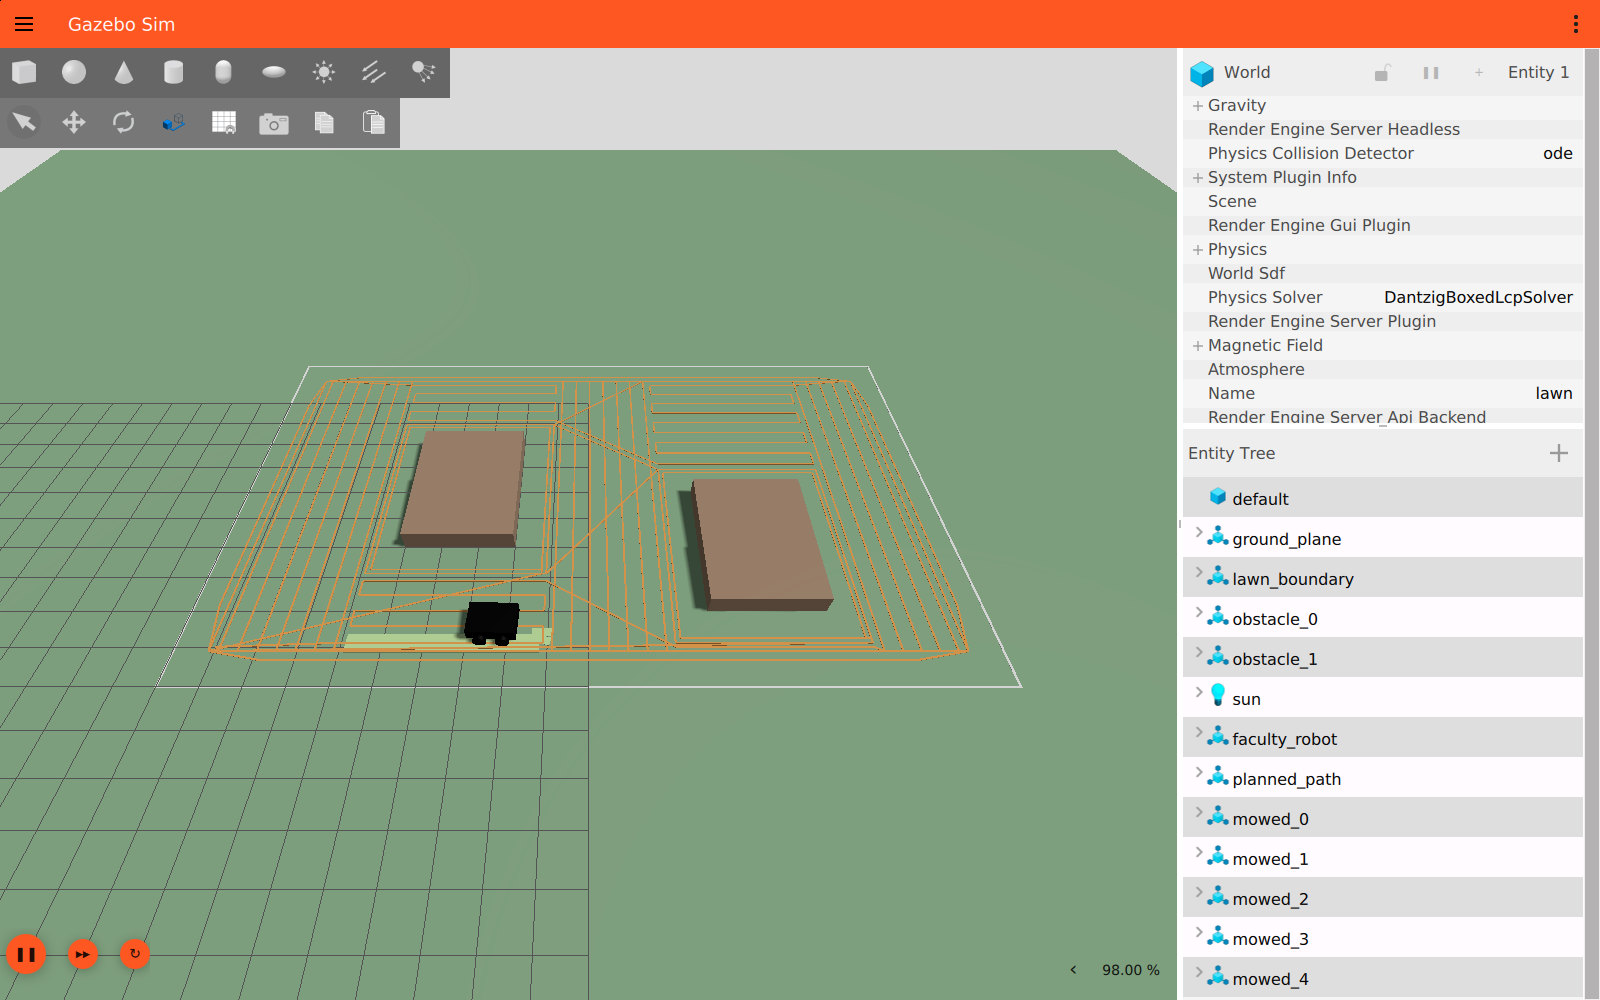 Gazebo Sim
World
Entity 1
Gravity
Render Engine Server Headless
Physics Collision Detector ode
System Plugin Info
Scene
Render Engine Gui Plugin
Physics
World Sdf
Physics Solver DantzigBoxedLcpSolver
Render Engine Server Plugin
Magnetic Field
Atmosphere
Name lawn
Render Engine Server_Api Backend
Entity Tree
default
ground_plane
lawn_boundary
obstacle_0
obstacle_1
sun
faculty_robot
planned_path
mowed_0
mowed_1
mowed_2
mowed_3
mowed_4
98.00 %